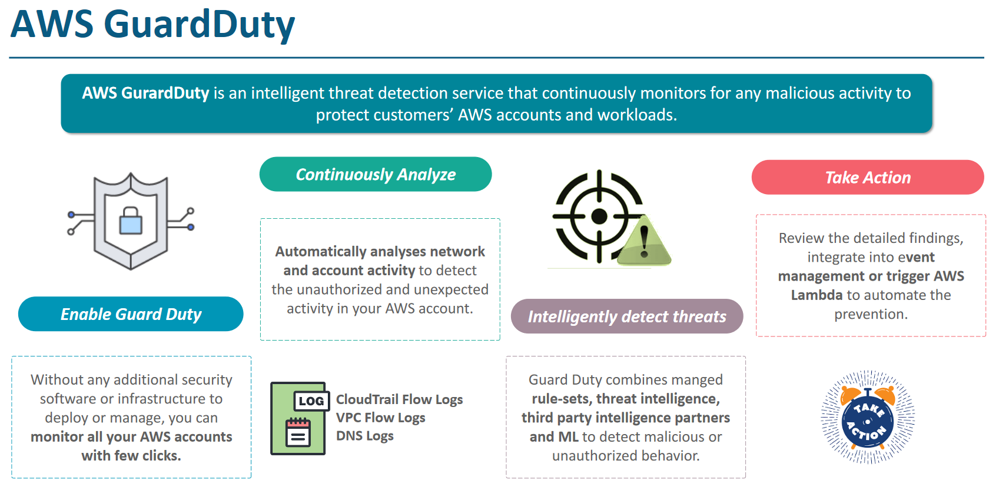 AWS GuardDuty
AWS GurardDuty is an intelligent threat detection service that continuously monitors for any malicious activity to
protect customers’ AWS accounts and workloads.
Enable Guard Duty
Without any additional security
software or infrastructure to
deploy or manage, you can
monitor all your AWS accounts
with few clicks.
Continuously Analyze
Automatically analyses network
and account activity to detect
the unauthorized and unexpected
activity in your AWS account.
LOG
CloudTrail Flow Logs
VPC Flow Logs
DNS Logs
Intelligently detect threats
Guard Duty combines manged
rule-sets, threat intelligence,
third party intelligence partners
and ML to detect malicious or
unauthorized behavior.
Take Action
Review the detailed findings,
integrate into event
management or trigger AWS
Lambda to automate the
prevention.
TAKE
ACTION